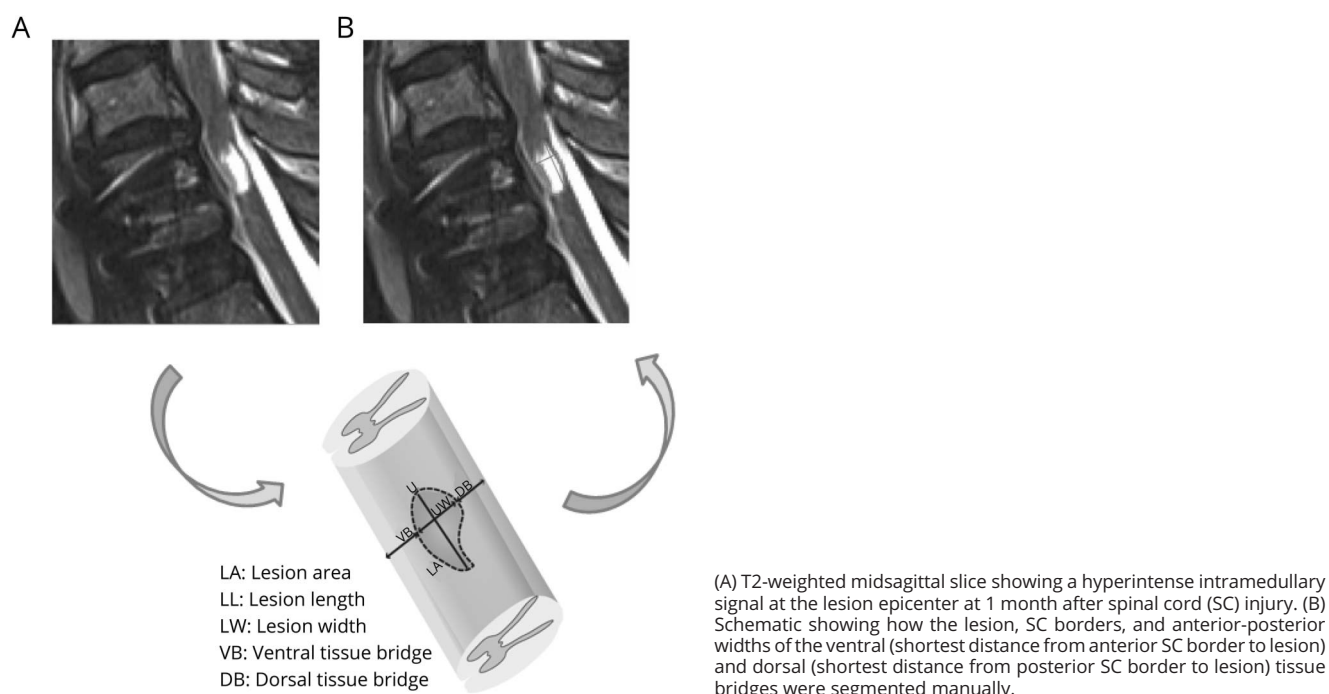 A
B
U
UW
DB
VB
LA
LA: Lesion area
LL: Lesion length
LW: Lesion width
VB: Ventral tissue bridge
DB: Dorsal tissue bridge
(A) T2-weighted midsagittal slice showing a hyperintense intramedullary
signal at the lesion epicenter at 1 month after spinal cord (SC) injury. (B)
Schematic showing how the lesion, SC borders, and anterior-posterior
widths of the ventral (shortest distance from anterior SC border to lesion)
and dorsal (shortest distance from posterior SC border to lesion) tissue
bridges were segmented manually.